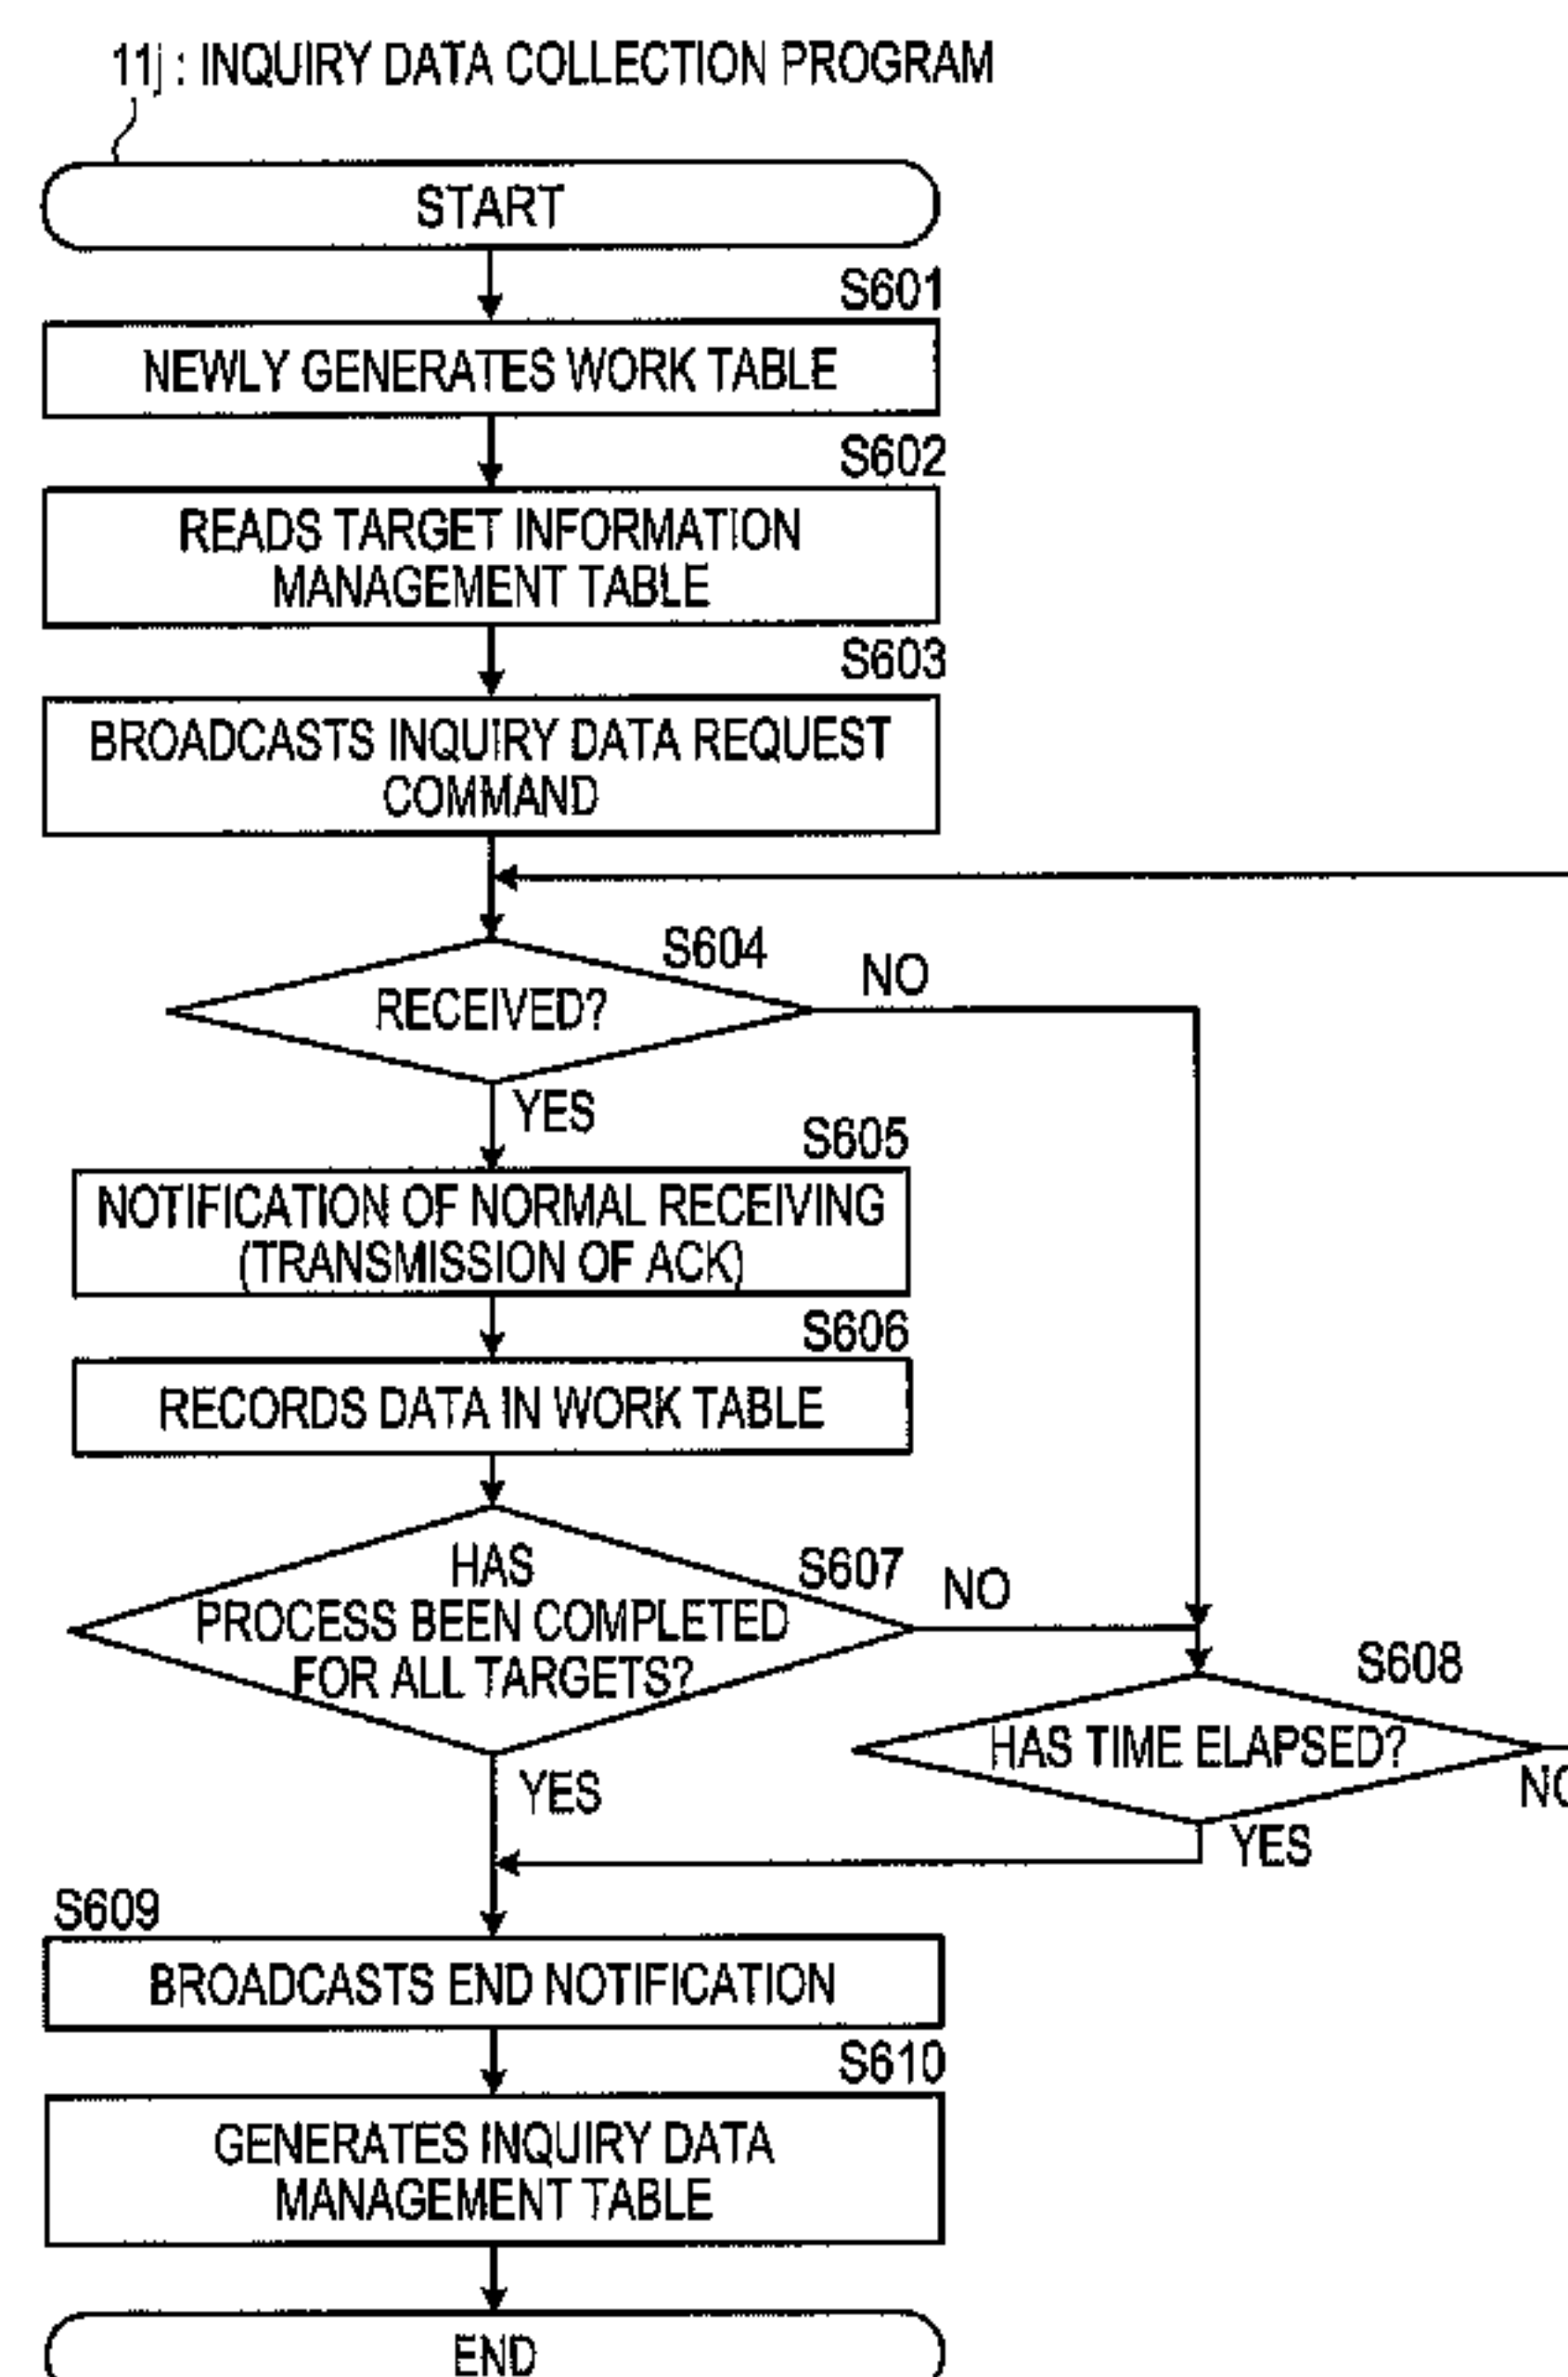 11j : INQUIRY DATA COLLECTION PROGRAM
START
S601
NEWLY GENERATES WORK TABLE
S602
READS TARGET INFORMATION
MANAGEMENT TABLE
S603
BROADCASTS INQUIRY DATA REQUEST
COMMAND
S604
NO
RECEIVED?
YES
S605
NOTIFICATION OF NORMAL RECEIVING
(TRANSMISSION OF ACK)
S606
RECORDS DATA IN WORK TABLE
S607
NO
HAS
PROCESS BEEN COMPLETED
FOR ALL TARGETS?
YES
S608
HAS TIME ELAPSED?
NO
YES
S609
BROADCASTS END NOTIFICATION
S610
GENERATES INQUIRY DATA
MANAGEMENT TABLE
END